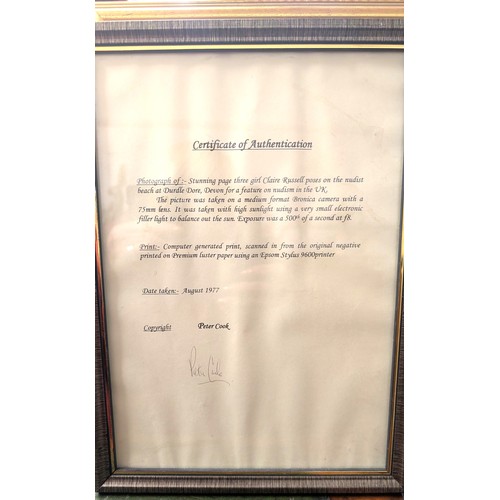 Certificate of Authentication
Photograph of :- Stunning page three girl Claire Russell poses on the nudist
beach at Durdle Dore, Devon for a feature on nudism in the UK,
The picture was taken on a medium format Bronica camera with a
75mm lens. It was taken with high sunlight using a very small electronic
filler light to balance out the sun. Exposure was a 500th of a second at f8.
Print:- Computer generated print, scanned in from the original negative
printed on Premium luster paper using an Epsom Stylus 9600printer
Date taken:- August 1977
Copyright Peter Cook
Peter Cook